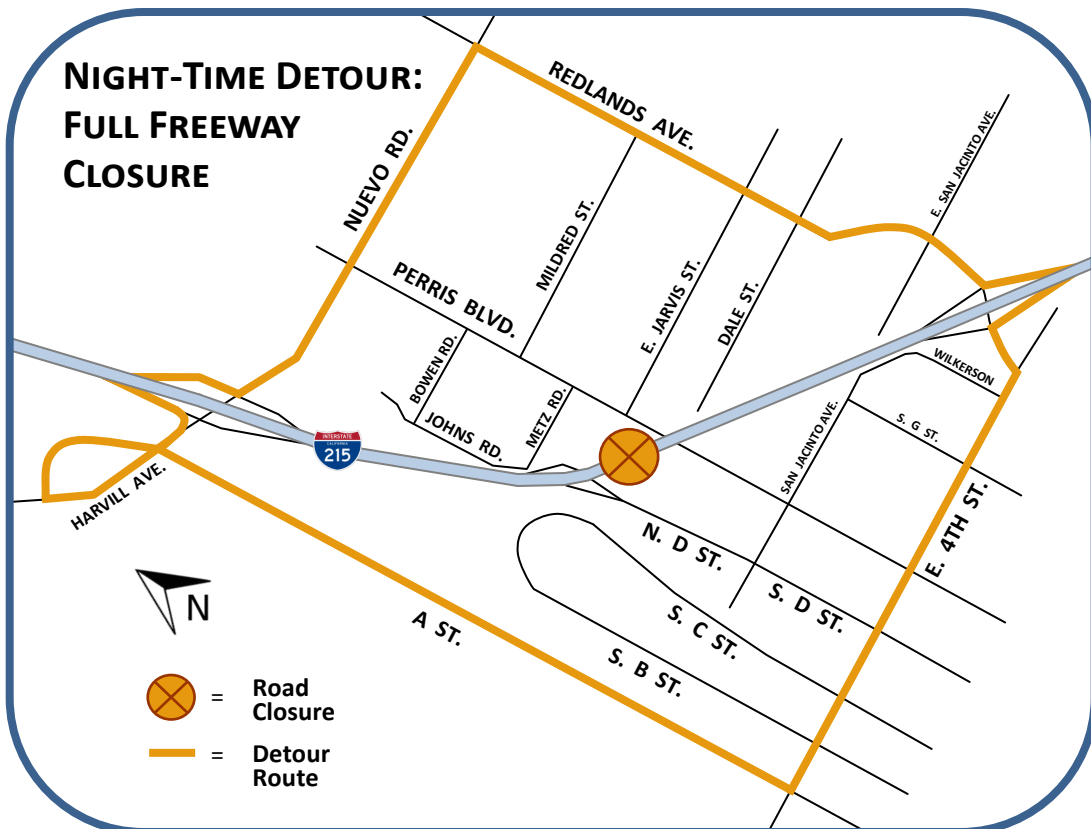 Night-Time Detour:
Full Freeway
Closure
REDLANDS AVE.
NUEVO RD.
E. SAN JACINTO AVE.
MILDRED ST.
PERRIS BLVD.
E. JARVIS ST.
DALE ST.
BOWEN RD.
METZ RD.
JOHNS RD.
WILKERSON
S. G ST.
SAN JACINTO AVE.
INTERSTATE
CALIFORNIA
215
HARVILL AVE.
E. 4TH ST.
N. D ST.
S. D ST.
S. C ST.
S. B ST.
A ST.
N
= Road
Closure
= Detour
Route